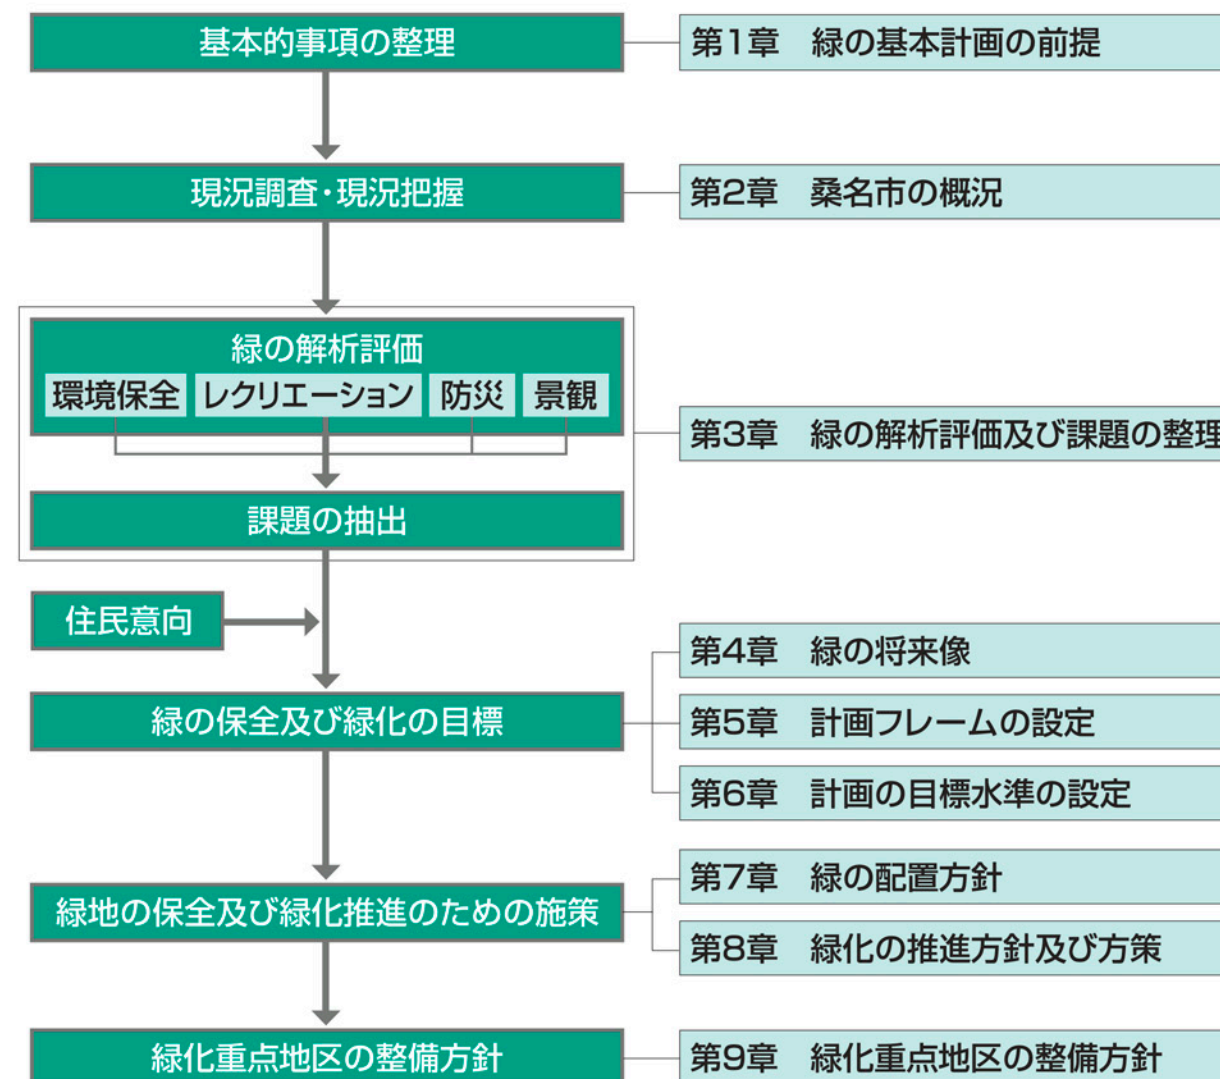 基本的事項の整理
第1章　緑の基本計画の前提
現況調査・現況把握
第2章　桑名市の概況
緑の解析評価
環境保全 レクリエーション 防災 景観
第3章　緑の解析評価及び課題の整理
課題の抽出
住民意向
緑の保全及び緑化の目標
第4章　緑の将来像
第5章　計画フレームの設定
第6章　計画の目標水準の設定
緑地の保全及び緑化推進のための施策
第7章　緑の配置方針
第8章　緑化の推進方針及び方策
緑化重点地区の整備方針
第9章　緑化重点地区の整備方針